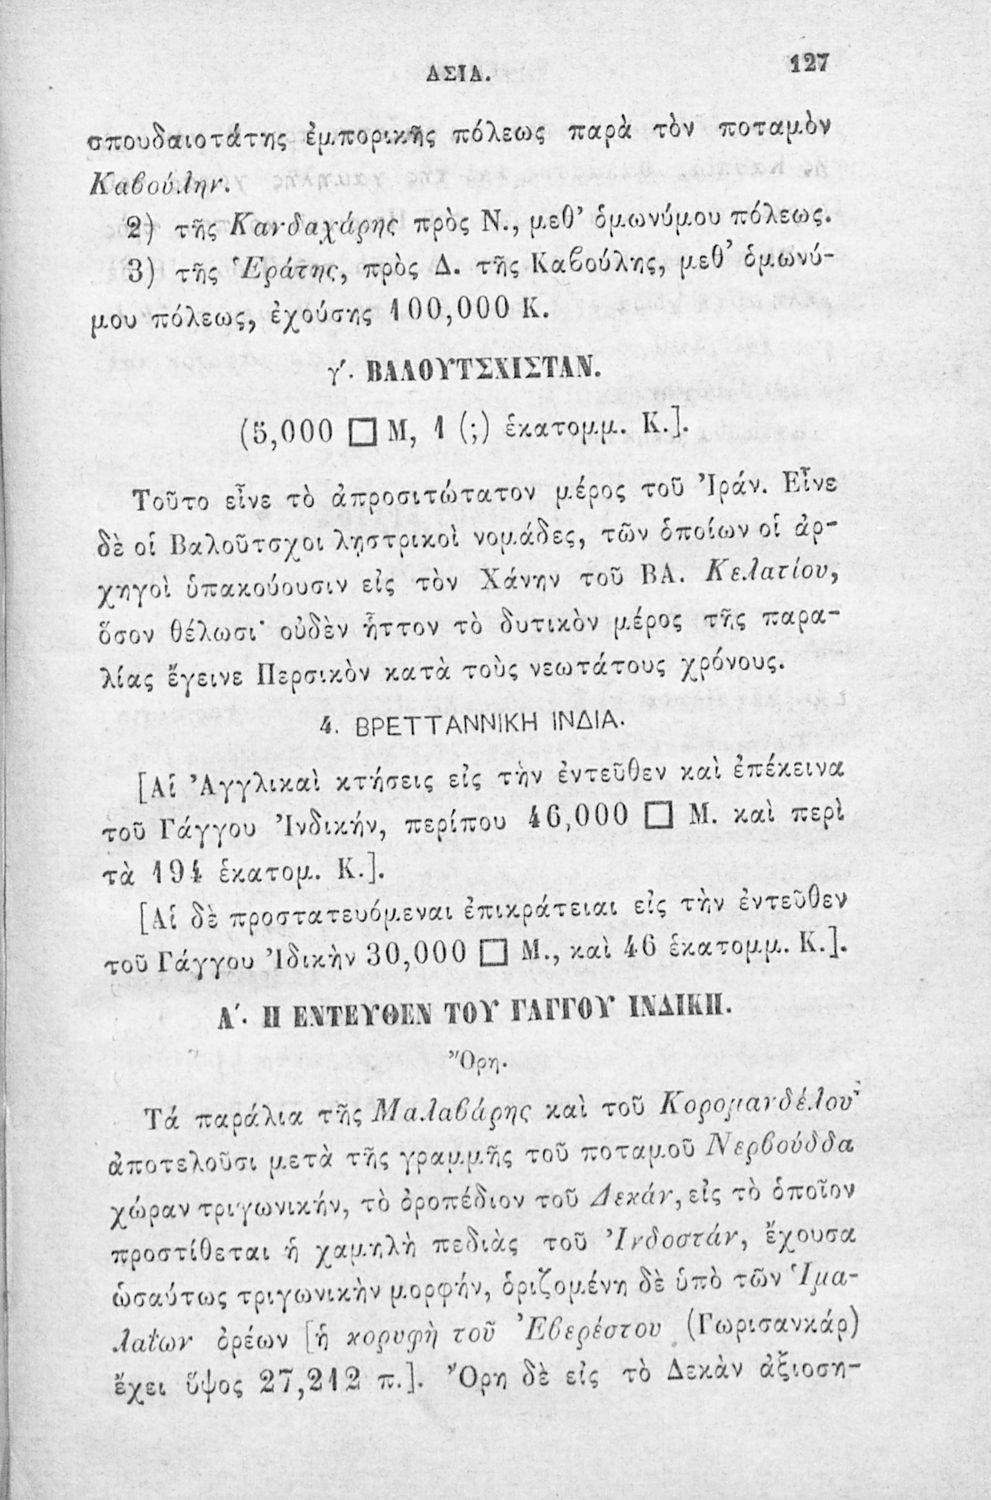 ΑΣΙΑ. 127
σπουδαιοτάτης ἐμπορικῆς πόλεως παρὰ τὸν ποταμὸν
Καβούλην.
2) τῆς Κανδαχάρης πρὸς Ν., μεθ’ ὁμωνύμου πόλεως.
3) τῆς Ἑράτης, πρὸς Δ. τῆς Καβούλης, μεθ’ ὁμωνύ-
μου πόλεως, ἐχούσης 100,000 Κ.
γ΄. ΒΑΛΟΥΤΣΧΙΣΤΑΝ.
(5,000 □ Μ, 1 (;) ἑκατομμ. Κ.].
Τοῦτο εἶνε τὸ ἀπροσιτώτατον μέρος τοῦ Ἰράν. Εἶνε
δὲ οἱ Βαλοῦτσχοι λῃστρικοὶ νομάδες, τῶν ὁποίων οἱ ἀρ-
χηγοὶ ὑπακούουσιν εἰς τὸν Χάνην τοῦ ΒΑ. Κελατίου,
ὅσον θέλωσι· οὐδὲν ἧττον τὸ δυτικὸν μέρος τῆς παρα-
λίας ἔγεινε Περσικὸν κατὰ τοὺς νεωτάτους χρόνους.
4. ΒΡΕΤΤΑΝΝΙΚΗ ΙΝΔΙΑ.
[Αἱ Ἀγγλικαὶ κτήσεις εἰς τὴν ἐντεῦθεν καὶ ἐπέκεινα
τοῦ Γάγγου Ἰνδικήν, περίπου 46,000 □ Μ. καὶ περὶ
τὰ 194 ἑκατομ. Κ.].
[Αἱ δὲ προστατευόμεναι ἐπικράτειαι εἰς τὴν ἐντεῦθεν
τοῦ Γάγγου Ἰδικὴν 30,000 □ Μ., καὶ 46 ἑκατομμ. Κ.].
Α΄. Η ΕΝΤΕΥΘΕΝ ΤΟΥ ΓΑΓΓΟΥ ΙΝΔΙΚΗ.
Ὄρη.
Τά παράλια τῆς Μαλαβάρης καὶ τοῦ Κορομανδέλου
ἀποτελοῦσι μετὰ τῆς γραμμῆς τοῦ ποταμοῦ Νερβούδδα
χώραν τριγωνικήν, τὸ ὀροπέδιον τοῦ Δεκάν, εἰς τὸ ὁποῖον
προστίθεται ἡ χαμηλὴ πεδιὰς τοῦ Ἰνδοστάν, ἔχουσα
ὡσαύτως τριγωνικὴν μορφήν, ὁριζομένη δὲ ὑπὸ τῶν Ἱμα-
λαΐων ὀρέων [ἡ κορυφὴ τοῦ Ἐβερέστου (Γωρισανκάρ)
ἔχει ὕψος 27,212 π.]. Ὄρη δὲ εἰς τὸ Δεκὰν ἀξιοση-